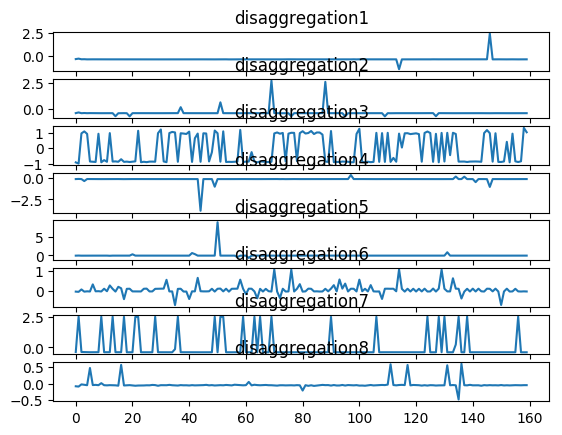 disaggregation1
2.5
0.0
disaggregation2
2.5
0.0
disaggregation3
1
0
-1
disaggregation4
0.0
−2.5
disaggregation5
5
0
disaggregation6
1
0
disaggregation7
2.5
0.0
disaggregation8
0.5
0.0
−0.5
0 20 40 60 80 100 120 140 160